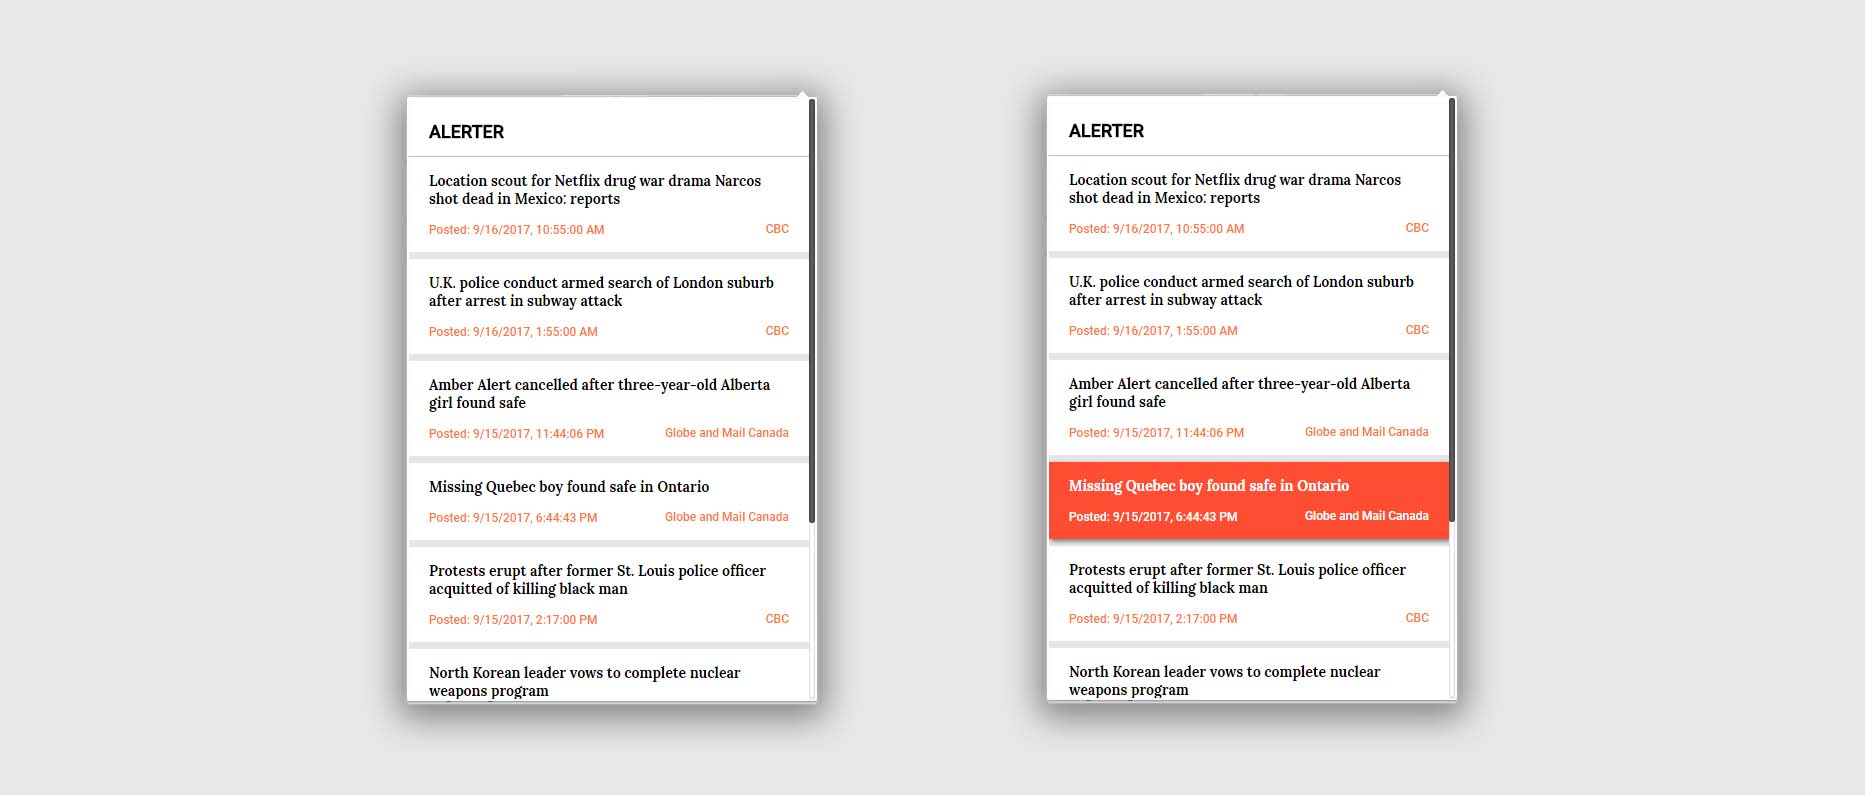 ALERTER
Location scout for Netflix drug war drama Narcos
shot dead in Mexico: reports
Posted: 9/16/2017, 10:55:00 AM CBC
U.K. police conduct armed search of London suburb
after arrest in subway attack
Posted: 9/16/2017, 1:55:00 AM CBC
Amber Alert cancelled after three-year-old Alberta
girl found safe
Posted: 9/15/2017, 11:44:06 PM Globe and Mail Canada
Missing Quebec boy found safe in Ontario
Posted: 9/15/2017, 6:44:43 PM Globe and Mail Canada
Protests erupt after former St. Louis police officer
acquitted of killing black man
Posted: 9/15/2017, 2:17:00 PM CBC
North Korean leader vows to complete nuclear
weapons program
ALERTER
Location scout for Netflix drug war drama Narcos
shot dead in Mexico: reports
Posted: 9/16/2017, 10:55:00 AM CBC
U.K. police conduct armed search of London suburb
after arrest in subway attack
Posted: 9/16/2017, 1:55:00 AM CBC
Amber Alert cancelled after three-year-old Alberta
girl found safe
Posted: 9/15/2017, 11:44:06 PM Globe and Mail Canada
Missing Quebec boy found safe in Ontario
Posted: 9/15/2017, 6:44:43 PM Globe and Mail Canada
Protests erupt after former St. Louis police officer
acquitted of killing black man
Posted: 9/15/2017, 2:17:00 PM CBC
North Korean leader vows to complete nuclear
weapons program